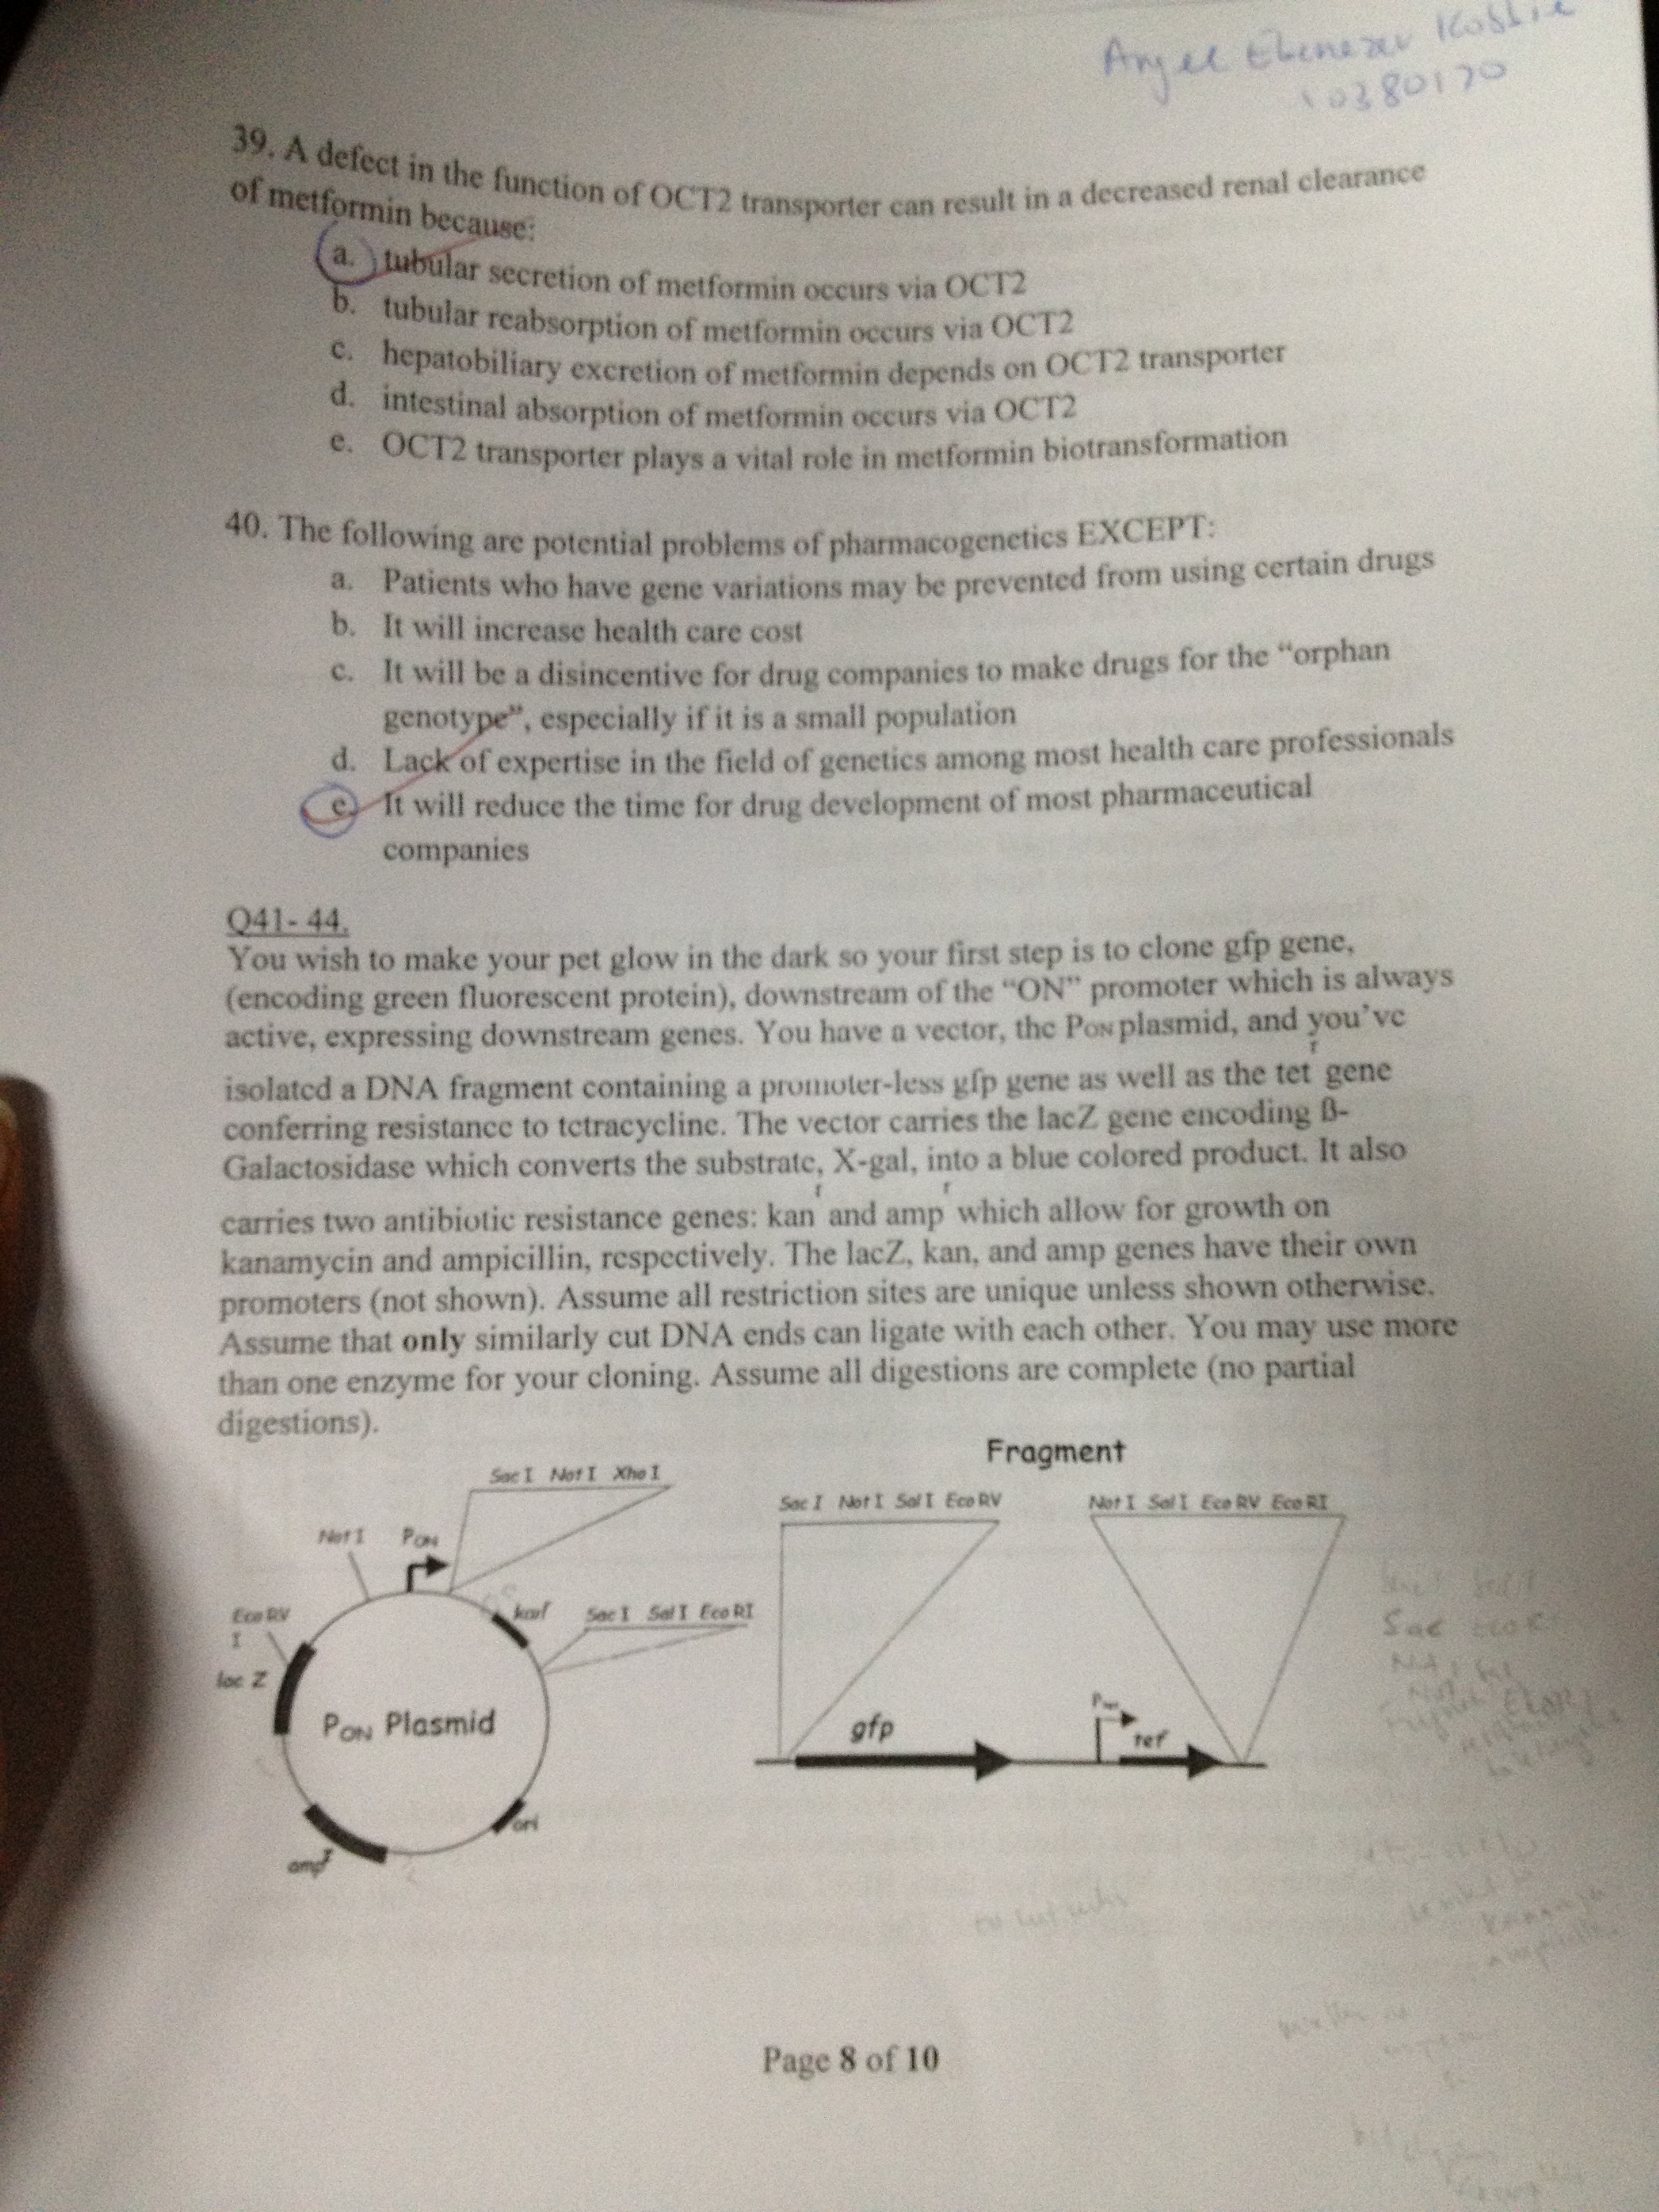 Angel Ebenezer
10380170
39. A defect in the function of OCT2 transporter can result in a decreased renal clearance
of metformin because:
a. tubular secretion of metformin occurs via OCT2
b. tubular reabsorption of metformin occurs via OCT2
c. hepatobiliary excretion of metformin depends on OCT2 transporter
d. intestinal absorption of metformin occurs via OCT2
e. OCT2 transporter plays a vital role in metformin biotransformation
40. The following are potential problems of pharmacogenetics EXCEPT:
a. Patients who have gene variations may be prevented from using certain drugs
b. It will increase health care cost
c. It will be a disincentive for drug companies to make drugs for the "orphan
genotype", especially if it is a small population
d. Lack of expertise in the field of genetics among most health care professionals
e. It will reduce the time for drug development of most pharmaceutical
companies
Q41- 44.
You wish to make your pet glow in the dark so your first step is to clone gfp gene,
(encoding green fluorescent protein), downstream of the "ON" promoter which is always
active, expressing downstream genes. You have a vector, the PON plasmid, and you've
isolated a DNA fragment containing a promoter-less gfp gene as well as the tet r gene
conferring resistance to tetracycline. The vector carries the lacZ gene encoding ß-
Galactosidase which converts the substrate, X-gal, into a blue colored product. It also
carries two antibiotic resistance genes: kan r and amp r which allow for growth on
kanamycin and ampicillin, respectively. The lacZ, kan, and amp genes have their own
promoters (not shown). Assume all restriction sites are unique unless shown otherwise.
Assume that only similarly cut DNA ends can ligate with each other. You may use more
than one enzyme for your cloning. Assume all digestions are complete (no partial
digestions).
Fragment
Sac I Not I Xho I
Sac I Not I Sal I Eco RV
Not I Sal I Eco RV Eco RI
Not I PON
Eco RV
I
kanr
Sac I Sal I Eco RI
lac Z
PON Plasmid
gfp
tet
ori
ampr
Sac Eco R
Page 8 of 10